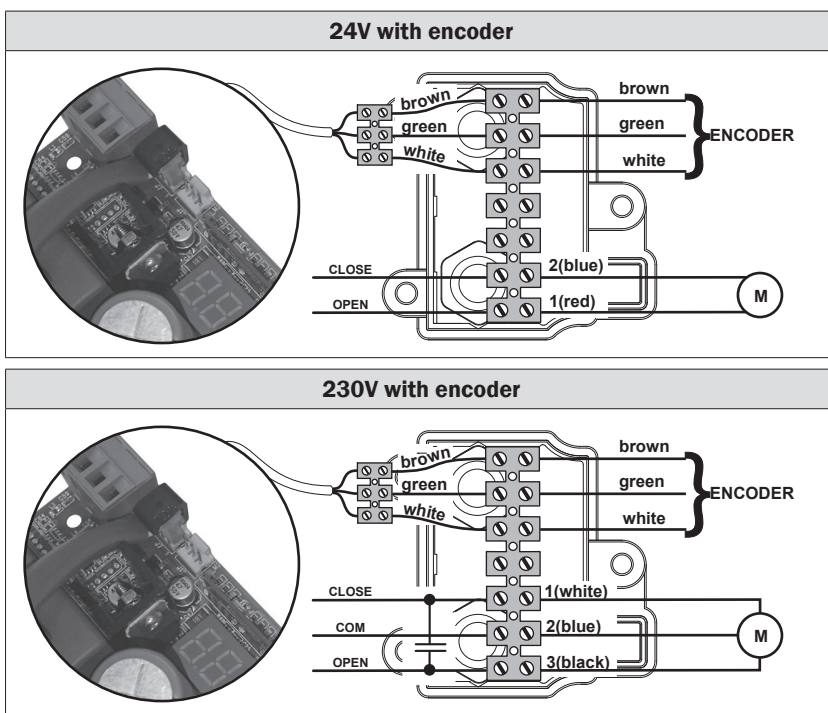 24V with encoder
brown brown
green green
ENCODER
white white
CLOSE 2(blue)
M
OPEN 1(red)
230V with encoder
brown brown
green green
ENCODER
white white
CLOSE 1(white)
COM 2(blue)
M
OPEN 3(black)